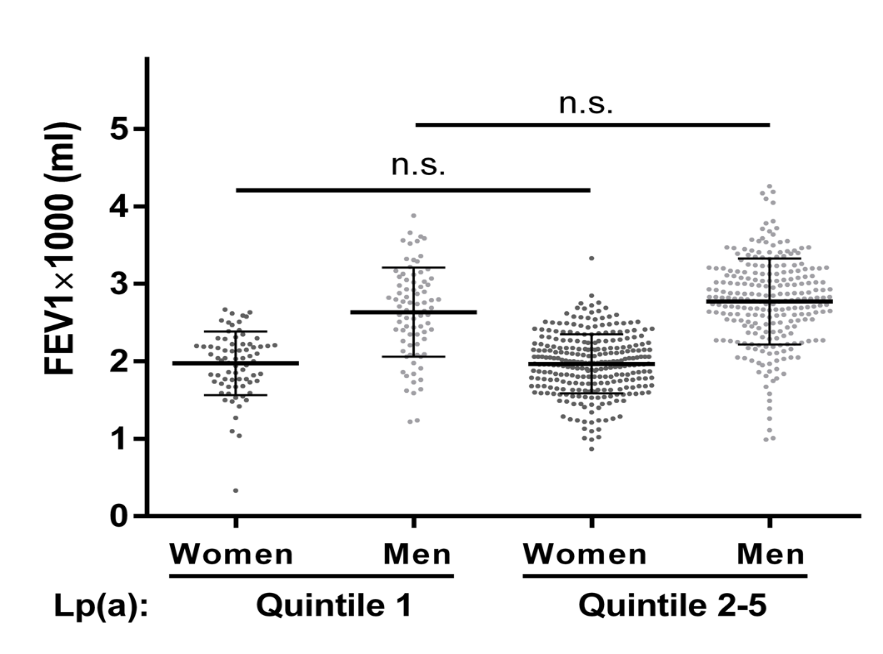 n.s.
n.s.
FEV1×1000 (ml)
5
4
3
2
1
0
Women Men Women Men
Lp(a): Quintile 1 Quintile 2-5